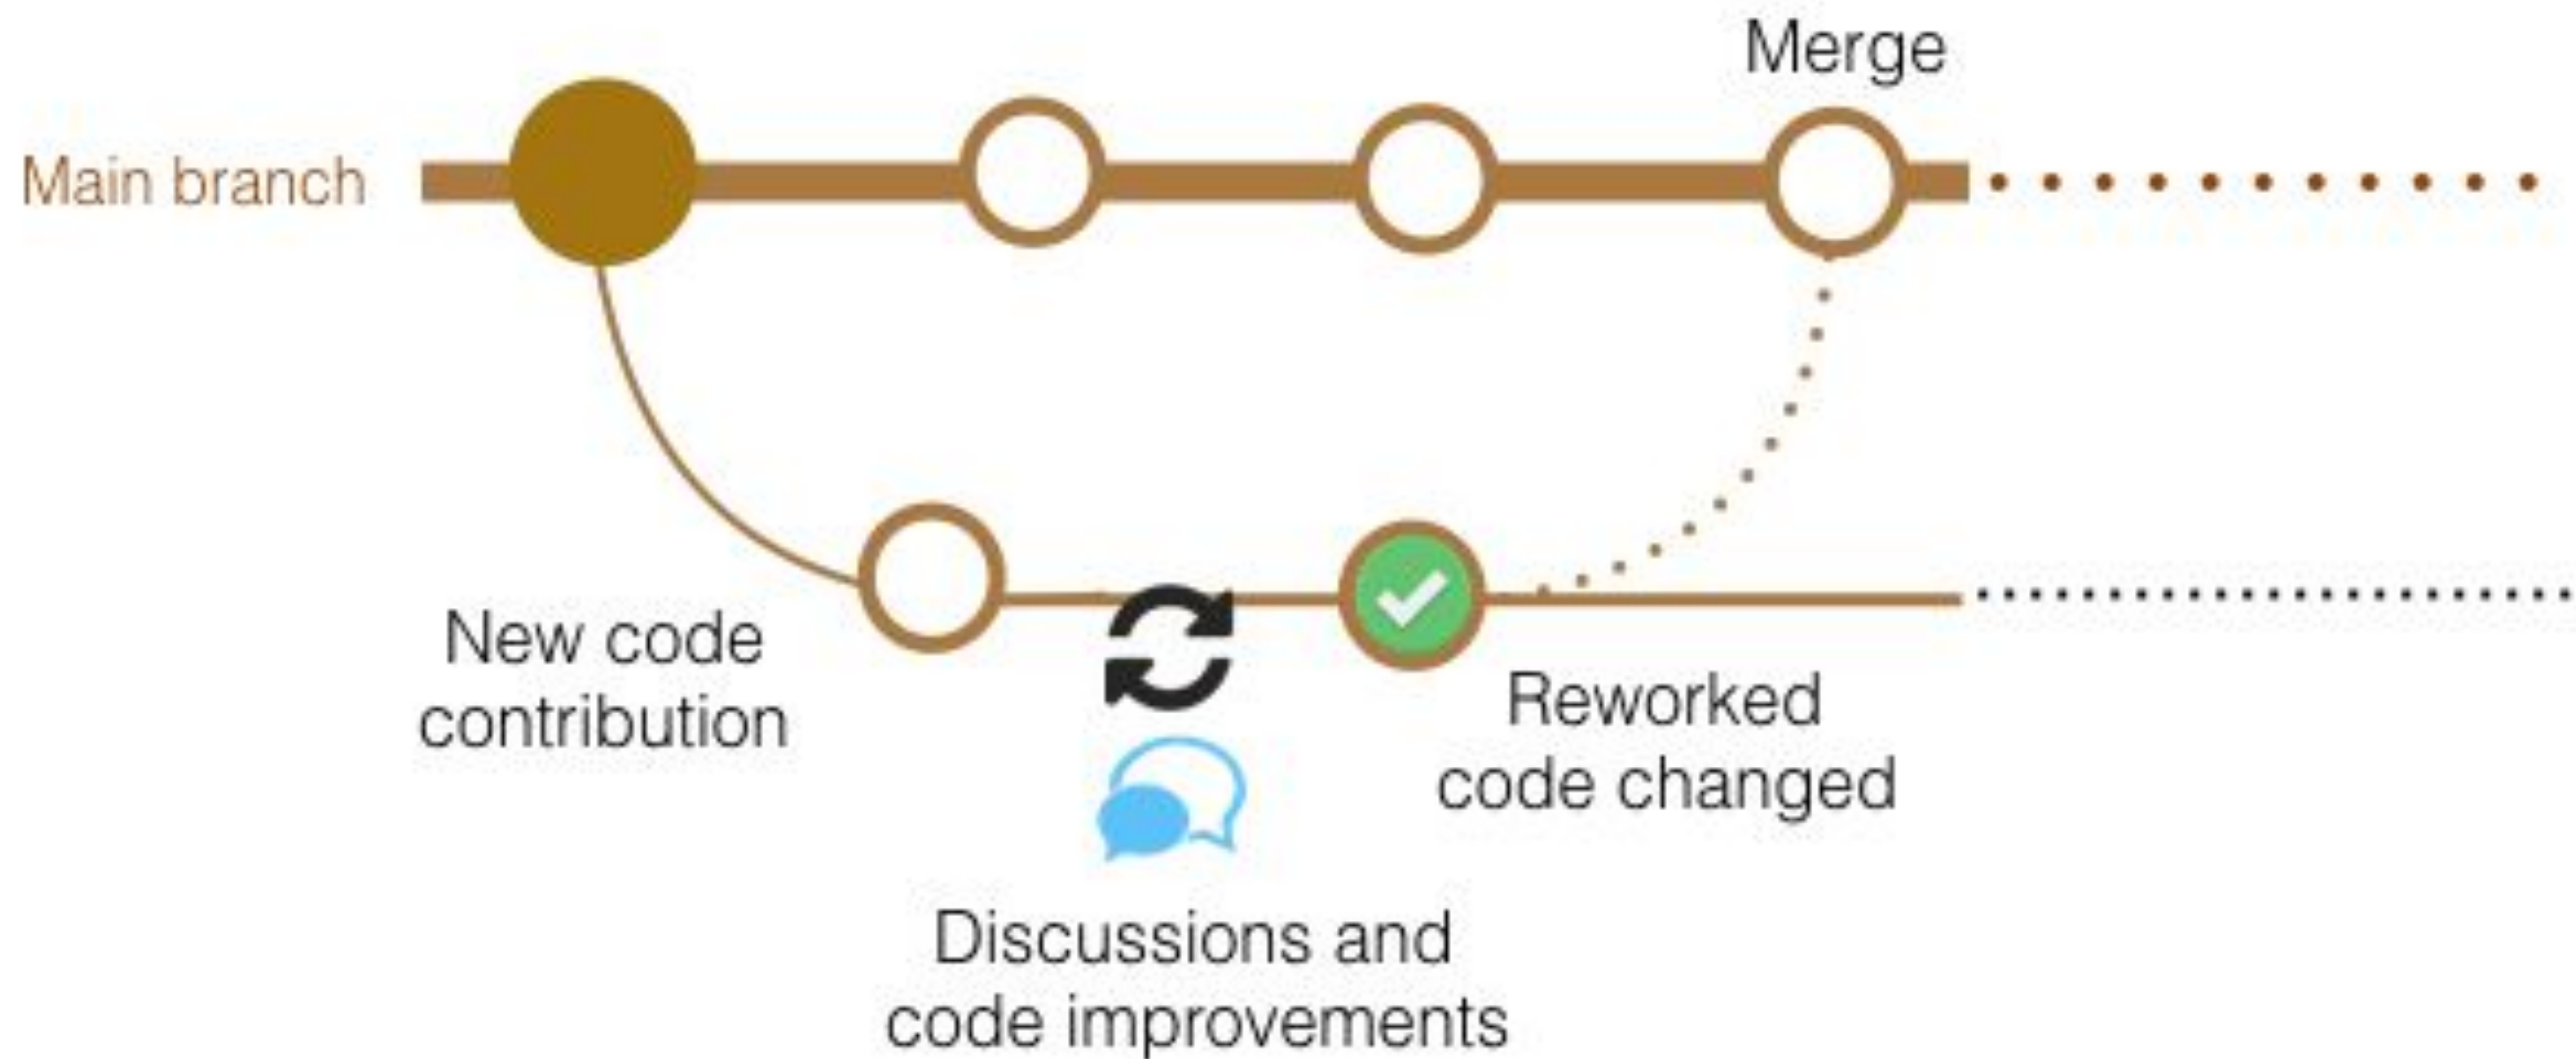 Merge
Main branch
New code
contribution
Reworked
code changed
Discussions and
code improvements